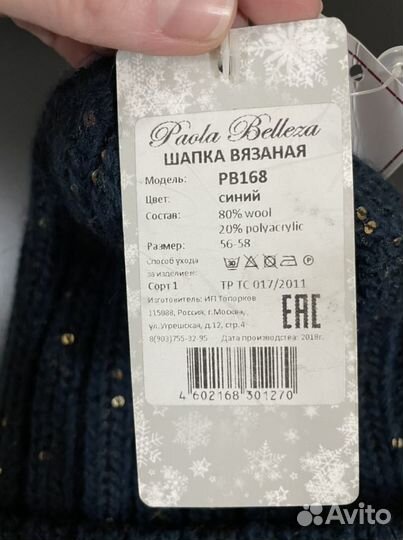 Paola Belleza
ШАПКА ВЯЗАНАЯ
Модель: PB168
Цвет: синий
Состав: 80% wool
20% polyacrylic
Размер: 56-58
Способ ухода
за изделием:
Сорт 1 ТР ТС 017/2011
Изготовитель: ИП Топорков
115088, Россия, г.Москва,
ул.Угрешская, д.12, стр.4
8(903)755-32-95 Дата производства: 2018г.
EAC
4 602168 301270
Avito